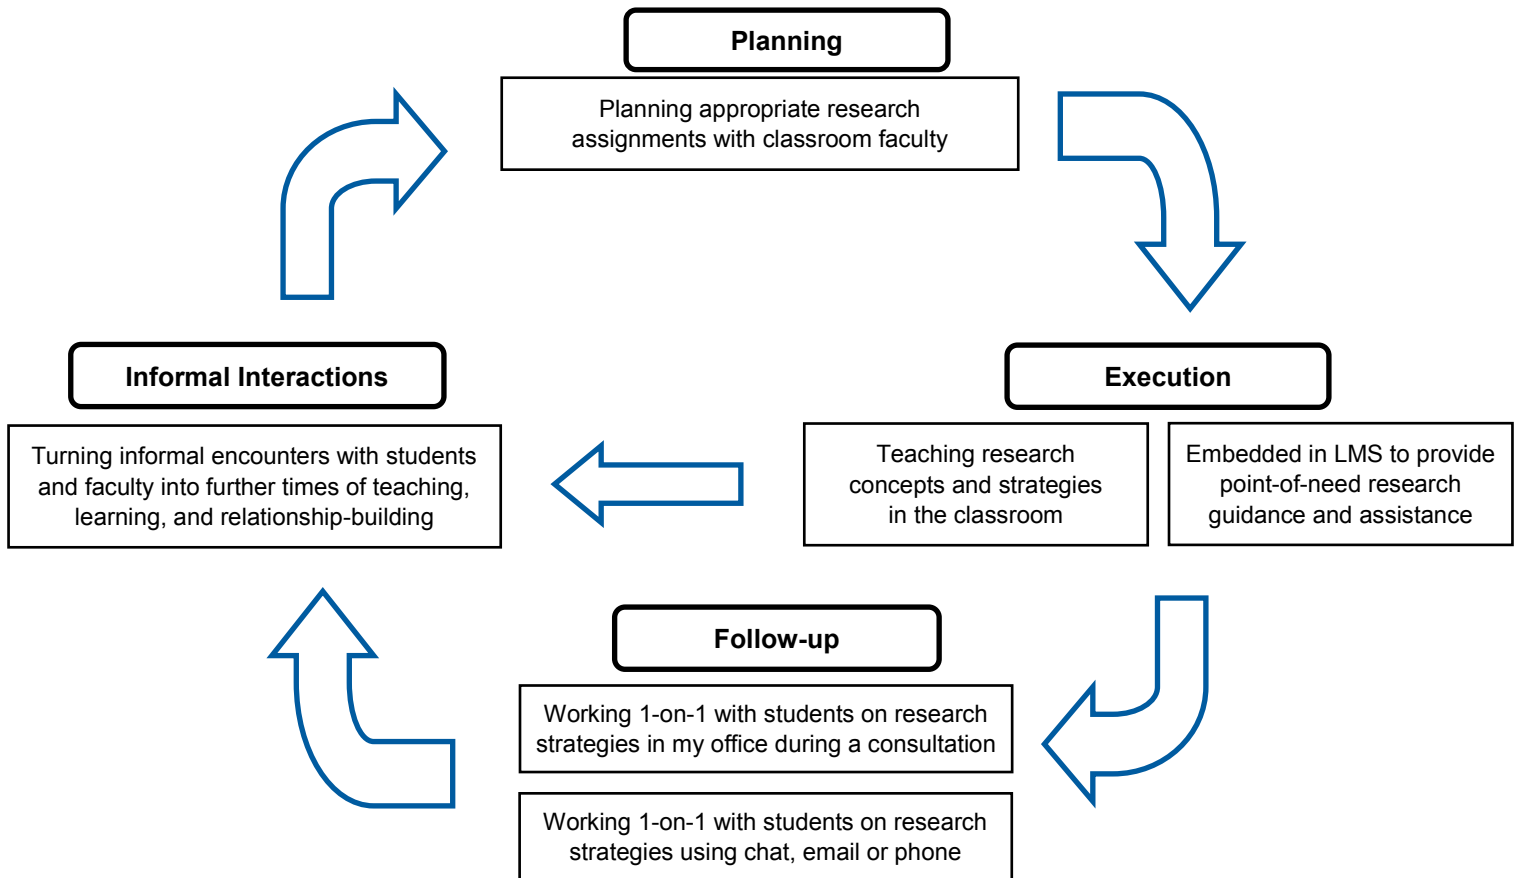 Planning
Planning appropriate research
assignments with classroom faculty
Informal Interactions
Turning informal encounters with students
and faculty into further times of teaching,
learning, and relationship-building
Execution
Teaching research
concepts and strategies
in the classroom
Embedded in LMS to provide
point-of-need research
guidance and assistance
Follow-up
Working 1-on-1 with students on research
strategies in my office during a consultation
Working 1-on-1 with students on research
strategies using chat, email or phone